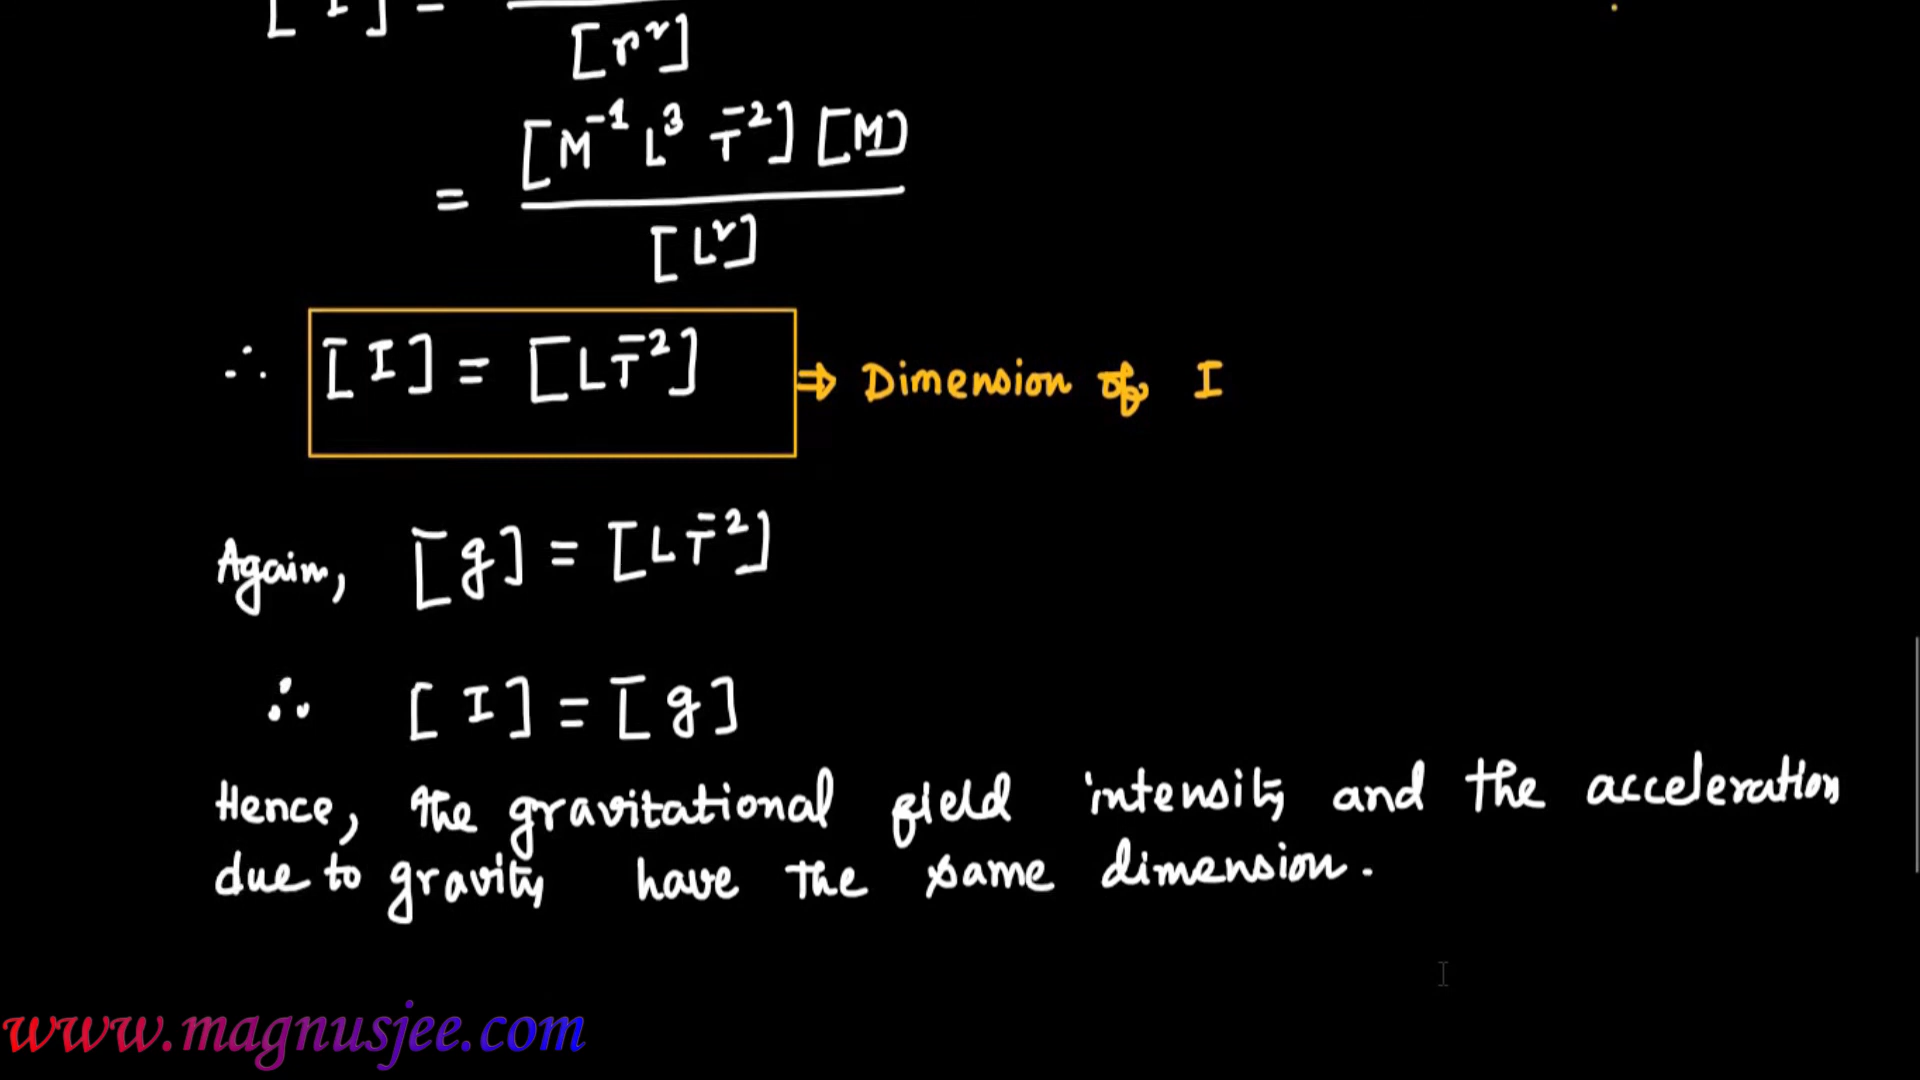 [I] =
[r²]
[M⁻¹ L³ T⁻²] [M]
=
[L²]
∴ [I] = [LT⁻²] ⇒ Dimension of I
Again, [g] = [LT⁻²]
∴ [I] = [g]
Hence, the gravitational field intensity and the acceleration
due to gravity have the same dimension.
www.magnusjee.com